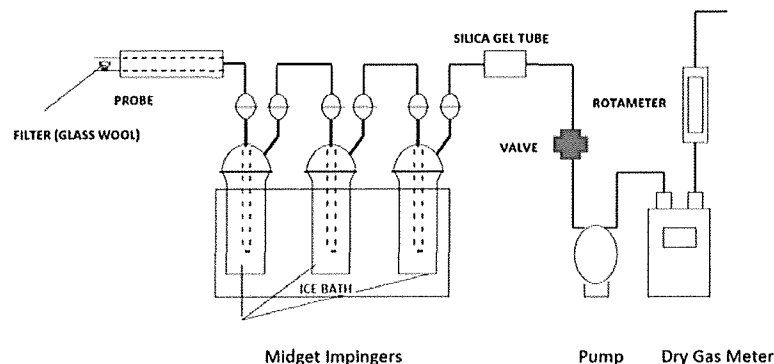 SILICA GEL TUBE
PROBE
ROTAMETER
FILTER (GLASS WOOL)
VALVE
ICE BATH
Midget Impingers
Pump
Dry Gas Meter